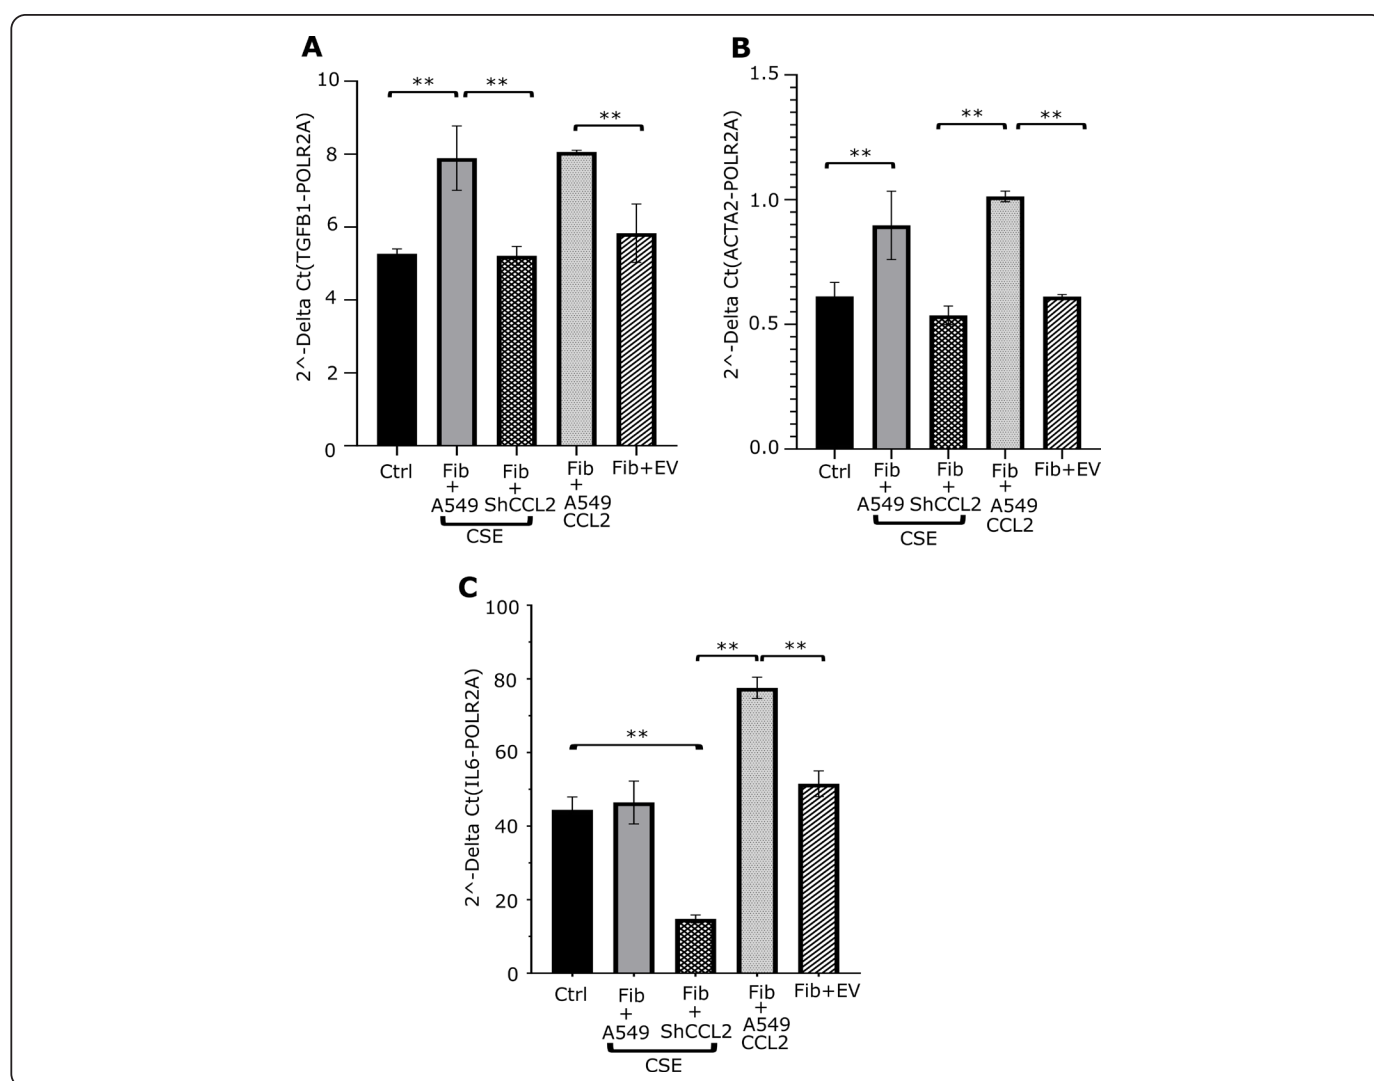 A
2^-Delta Ct(TGFB1-POLR2A)
10
8
6
4
2
0
** ** **
Ctrl Fib + A549 Fib + ShCCL2 Fib + A549 CCL2 Fib+EV
CSE
B
2^-Delta Ct(ACTA2-POLR2A)
1.5
1.0
0.5
0.0
** ** **
Ctrl Fib + A549 Fib + ShCCL2 Fib + A549 CCL2 Fib+EV
CSE
C
2^-Delta Ct(IL6-POLR2A)
100
80
60
40
20
0
** ** **
Ctrl Fib + A549 Fib + ShCCL2 Fib + A549 CCL2 Fib+EV
CSE